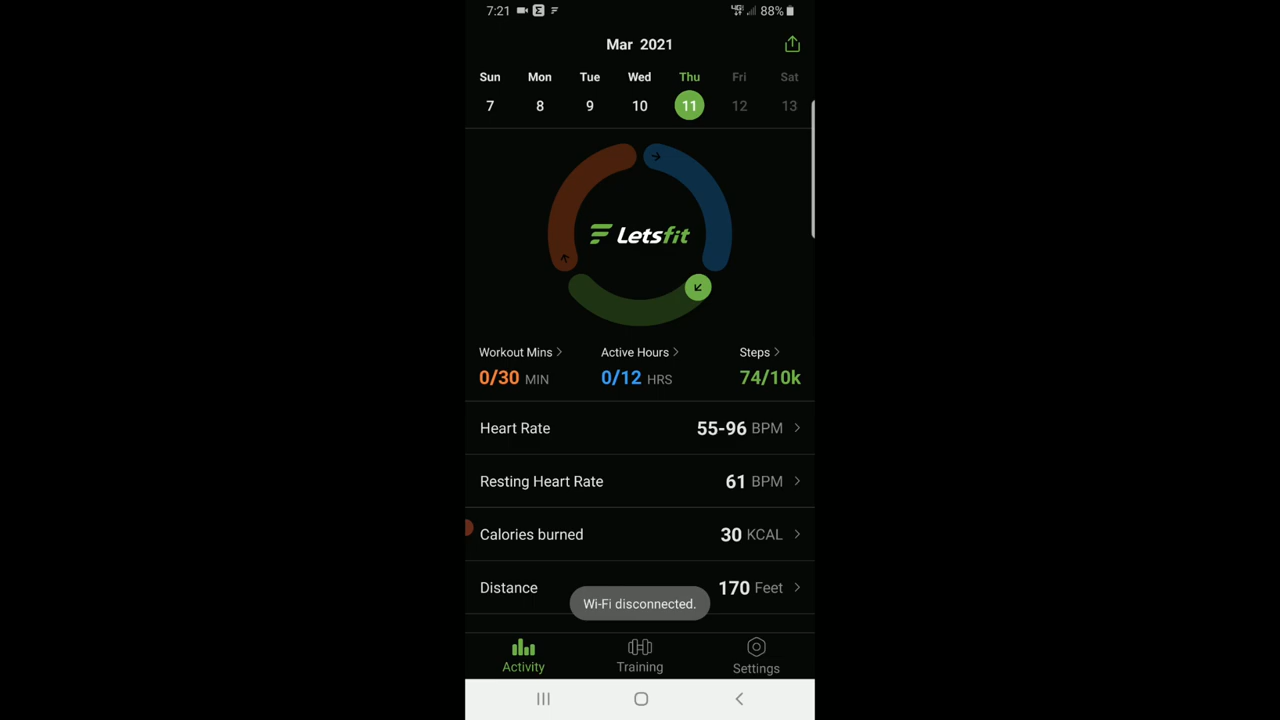 7:21 88%
Mar 2021
Sun Mon Tue Wed Thu Fri Sat
7 8 9 10 11 12 13
Letsfit
Workout Mins Active Hours Steps
0/30 MIN 0/12 HRS 74/10k
Heart Rate 55-96 BPM
Resting Heart Rate 61 BPM
Calories burned 30 KCAL
Distance 170 Feet
Wi-Fi disconnected.
Activity Training Settings